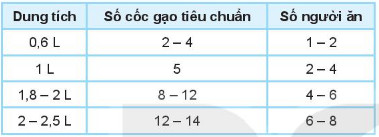 Dung tích Số cốc gạo tiêu chuẩn Số người ăn
0,6 L 2 – 4 1 – 2
1 L 5 2 – 4
1,8 – 2 L 8 – 12 4 – 6
2 – 2,5 L 12 – 14 6 – 8